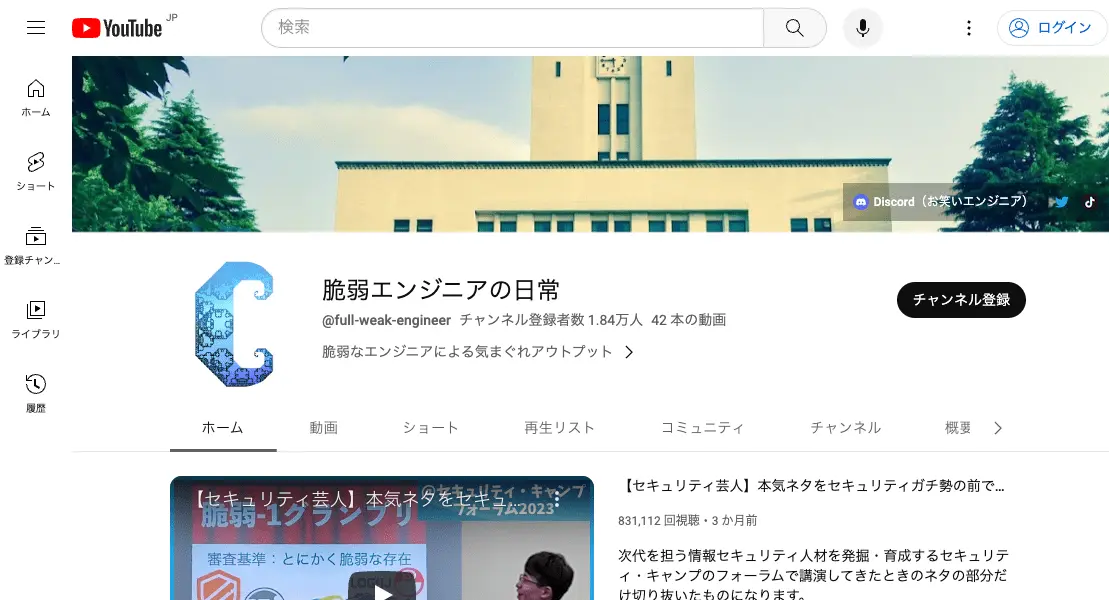 YouTube JP
検索
ログイン
ホーム
ショート
登録チャン...
ライブラリ
履歴
Discord（お笑いエンジニア）
脆弱エンジニアの日常
@full-weak-engineer チャンネル登録者数 1.84万人 42 本の動画
脆弱なエンジニアによる気まぐれアウトプット
チャンネル登録
ホーム 動画 ショート 再生リスト コミュニティ チャンネル 概要
【セキュリティ芸人】本気ネタをセキュ...
@セキュリティ・キャンプ
フォーラム2023
脆弱-1グランプリ
審査基準：とにかく脆弱な存在
【セキュリティ芸人】本気ネタをセキュリティガチ勢の前で...
831,112 回視聴・3 か月前
次代を担う情報セキュリティ人材を発掘・育成するセキュリテ
ィ・キャンプのフォーラムで講演してきたときのネタの部分だ
け切り抜いたものになります。